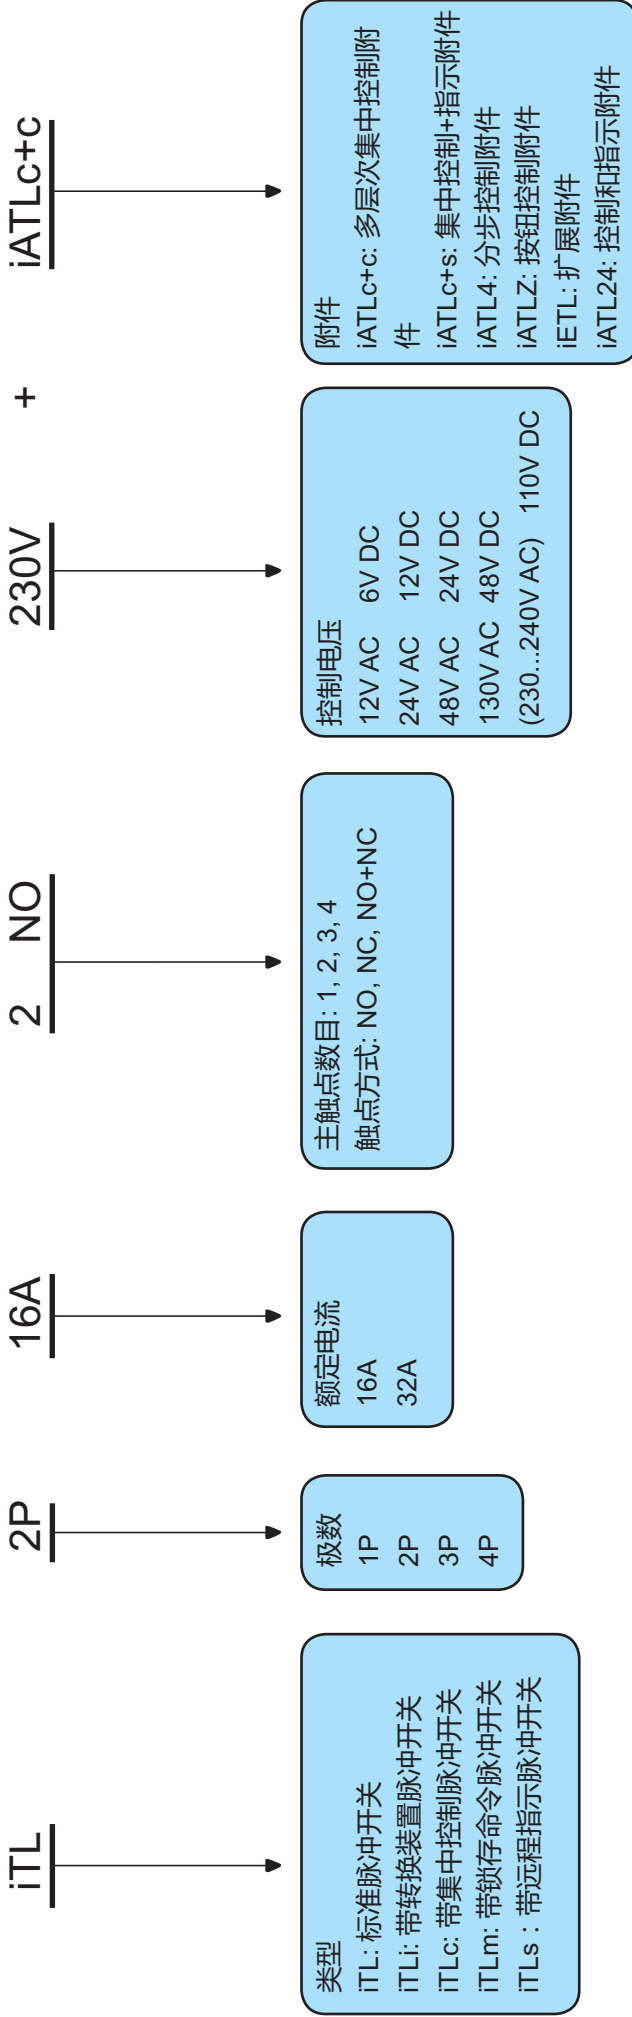 iTL 2P 16A 2 NO 230V + iATLc+c
类型
iTL: 标准脉冲开关
iTLi: 带转换装置脉冲开关
iTLc: 带集中控制脉冲开关
iTLm: 带锁存命令脉冲开关
iTLs : 带远程指示脉冲开关
极数
1P
2P
3P
4P
额定电流
16A
32A
主触点数目: 1, 2, 3, 4
触点方式: NO, NC, NO+NC
控制电压
12V AC 6V DC
24V AC 12V DC
48V AC 24V DC
130V AC 48V DC
(230...240V AC) 110V DC
附件
iATLc+c: 多层次集中控制附
件
iATLc+s: 集中控制+指示附件
iATL4: 分步控制附件
iATLZ: 按钮控制附件
iETL: 扩展附件
iATL24: 控制和指示附件